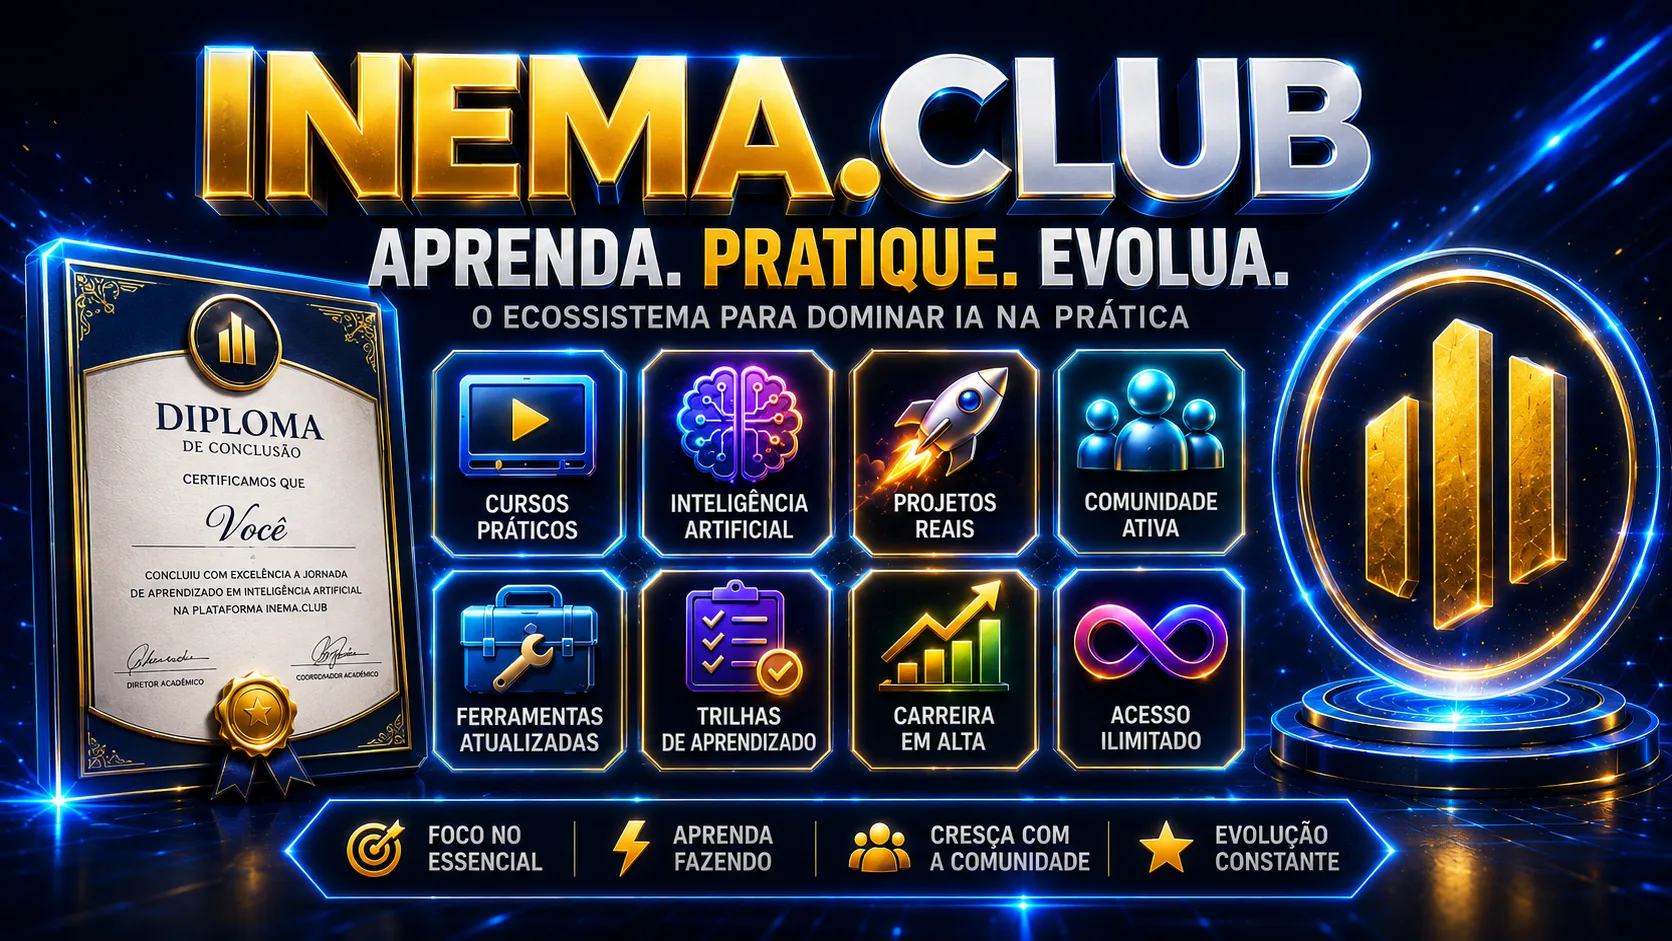 INEMA.CLUB
APRENDA. PRATIQUE. EVOLUA.
O ECOSSISTEMA PARA DOMINAR IA NA PRÁTICA
DIPLOMA
DE CONCLUSÃO
CERTIFICAMOS QUE
Você
CONCLUIU COM EXCELÊNCIA A JORNADA
DE APRENDIZADO EM INTELIGÊNCIA ARTIFICIAL
NA PLATAFORMA INEMA.CLUB
DIRETOR ACADÊMICO
COORDENADOR ACADÊMICO
CURSOS
PRÁTICOS
INTELIGÊNCIA
ARTIFICIAL
PROJETOS
REAIS
COMUNIDADE
ATIVA
FERRAMENTAS
ATUALIZADAS
TRILHAS
DE APRENDIZADO
CARREIRA
EM ALTA
ACESSO
ILIMITADO
FOCO NO
ESSENCIAL
APRENDA
FAZENDO
CRESÇA COM
A COMUNIDADE
EVOLUÇÃO
CONSTANTE